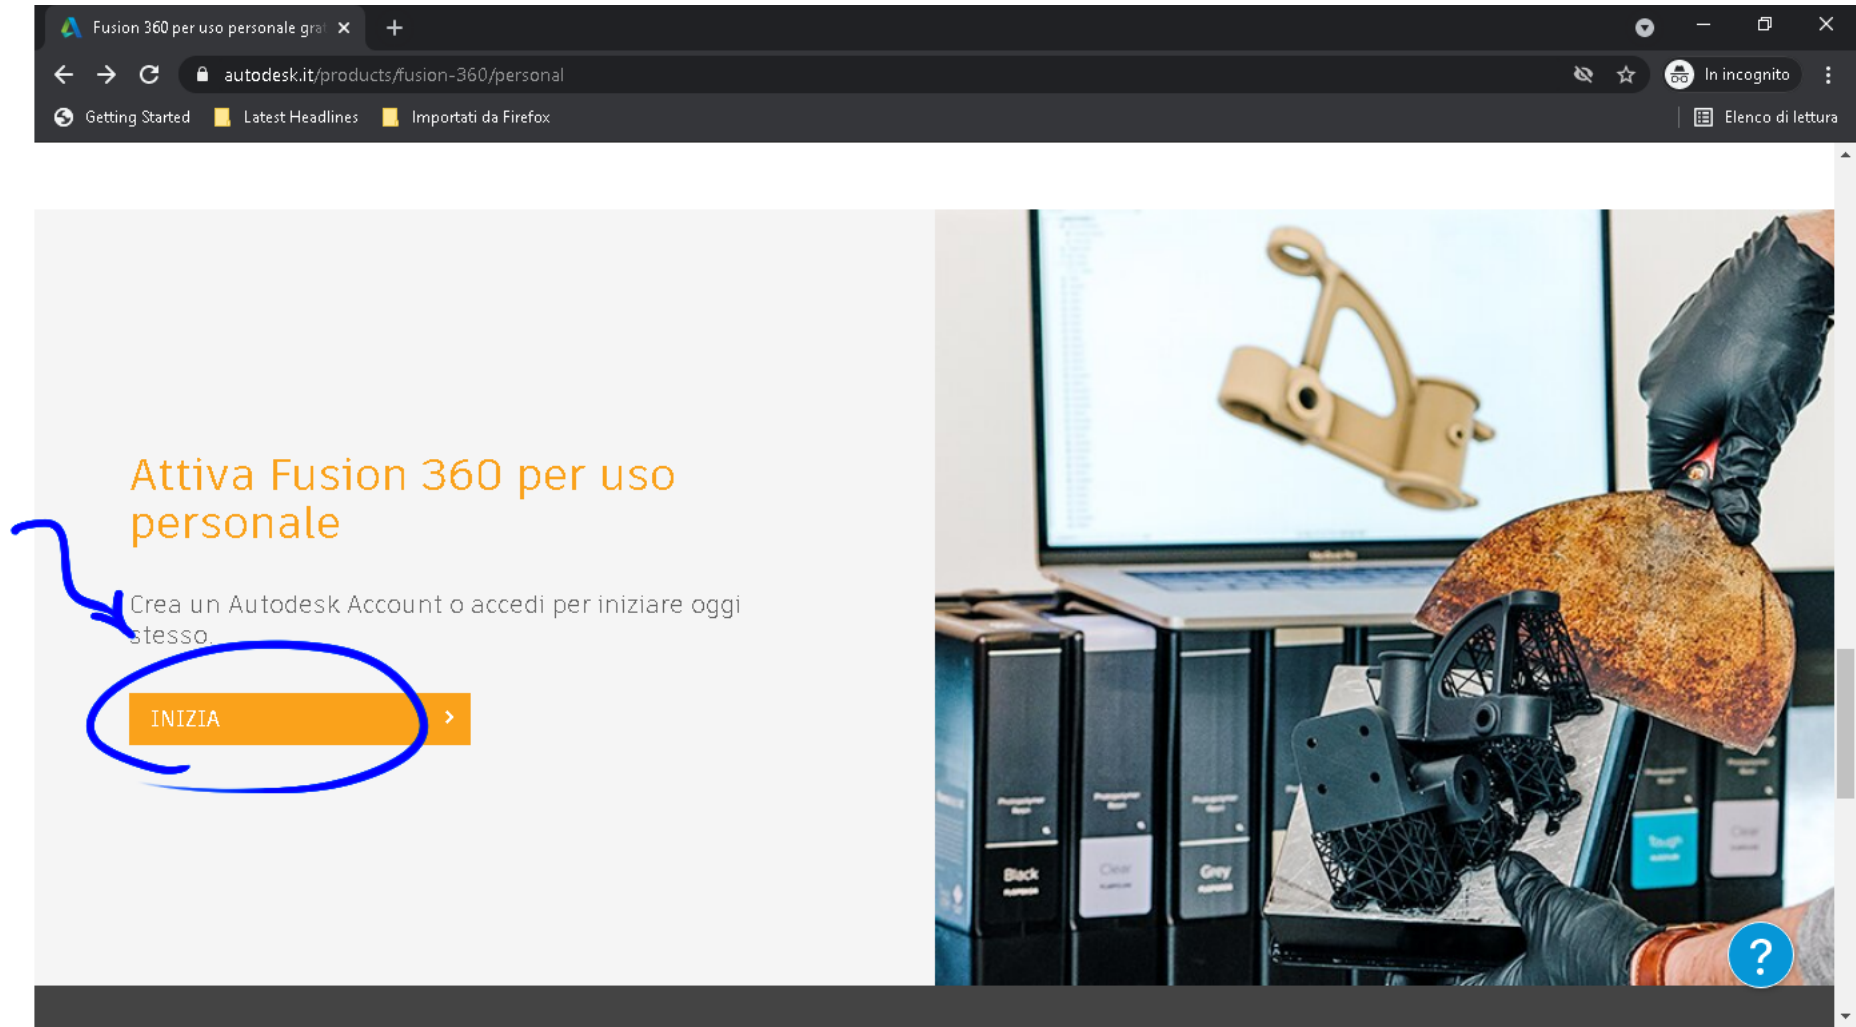 Fusion 360 per uso personale grat
autodesk.it/products/fusion-360/personal
In incognito
Getting Started
Latest Headlines
Importati da Firefox
Elenco di lettura
Attiva Fusion 360 per uso
personale
Crea un Autodesk Account o accedi per iniziare oggi
stesso.
INIZIA
Black
Clear
Grey
Tough
Clear
?